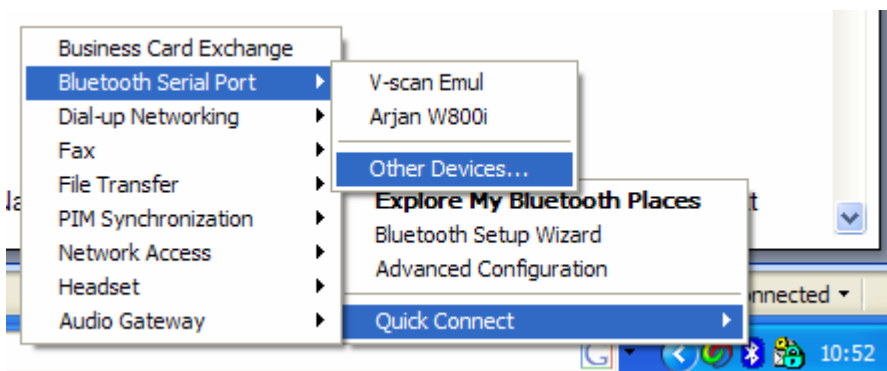 Business Card Exchange
Bluetooth Serial Port
Dial-up Networking
Fax
File Transfer
PIM Synchronization
Network Access
Headset
Audio Gateway
V-scan Emul
Arjan W800i
Other Devices...
Explore My Bluetooth Places
Bluetooth Setup Wizard
Advanced Configuration
Quick Connect
G
10:52